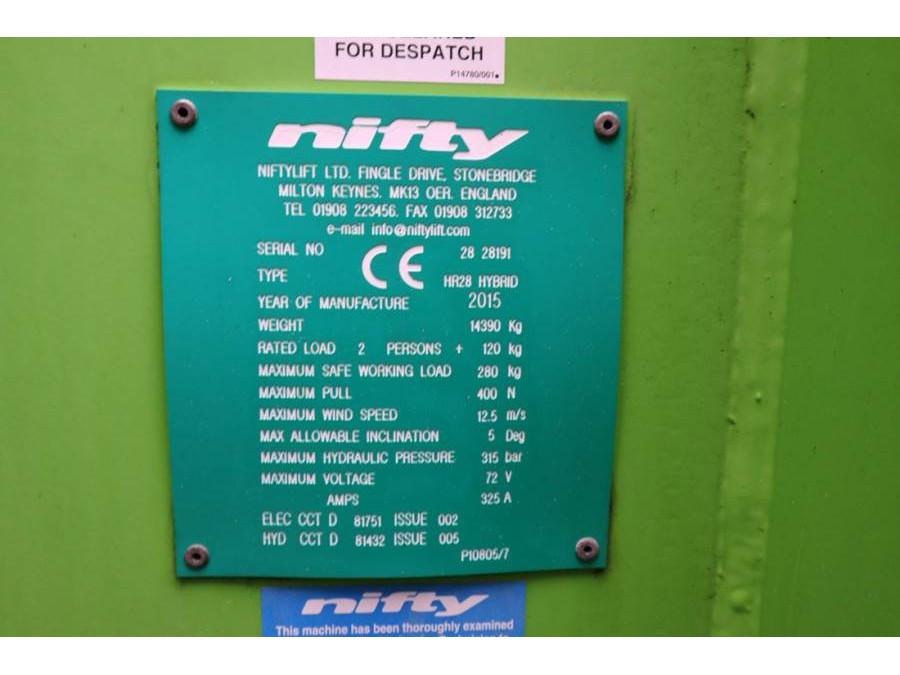 FOR DESPATCH
P14780/001
nifty
NIFTYLIFT LTD. FINGLE DRIVE, STONEBRIDGE
MILTON KEYNES. MK13 OER. ENGLAND
TEL 01908 223456. FAX 01908 312733
e-mail info@niftylift.com
SERIAL NO 28 28191
CE
TYPE HR28 HYBRID
YEAR OF MANUFACTURE 2015
WEIGHT 14390 Kg
RATED LOAD 2 PERSONS + 120 kg
MAXIMUM SAFE WORKING LOAD 280 kg
MAXIMUM PULL 400 N
MAXIMUM WIND SPEED 12.5 m/s
MAX ALLOWABLE INCLINATION 5 Deg
MAXIMUM HYDRAULIC PRESSURE 315 bar
MAXIMUM VOLTAGE 72 V
AMPS 325 A
ELEC CCT D 81751 ISSUE 002
HYD CCT D 81432 ISSUE 005
P10805/7
nifty
This machine has been thoroughly examined